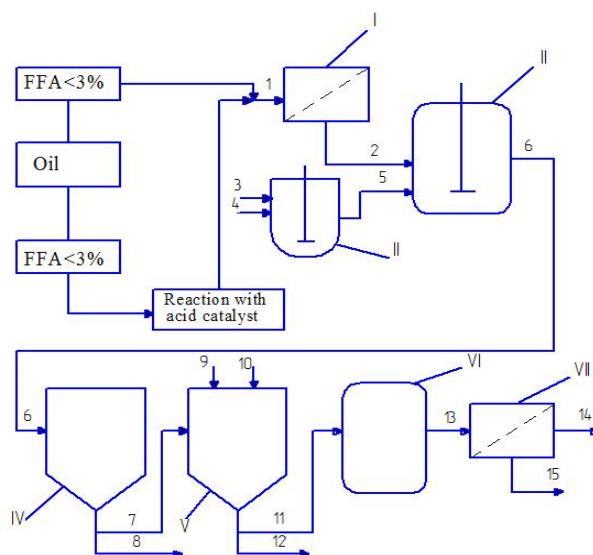 I
FFA<3%
1
II
Oil
2
6
3
4
5
FFA<3%
II
Reaction with
acid catalyst
9
10
VI
VII
6
13
14
15
IV
7
V
11
8
12